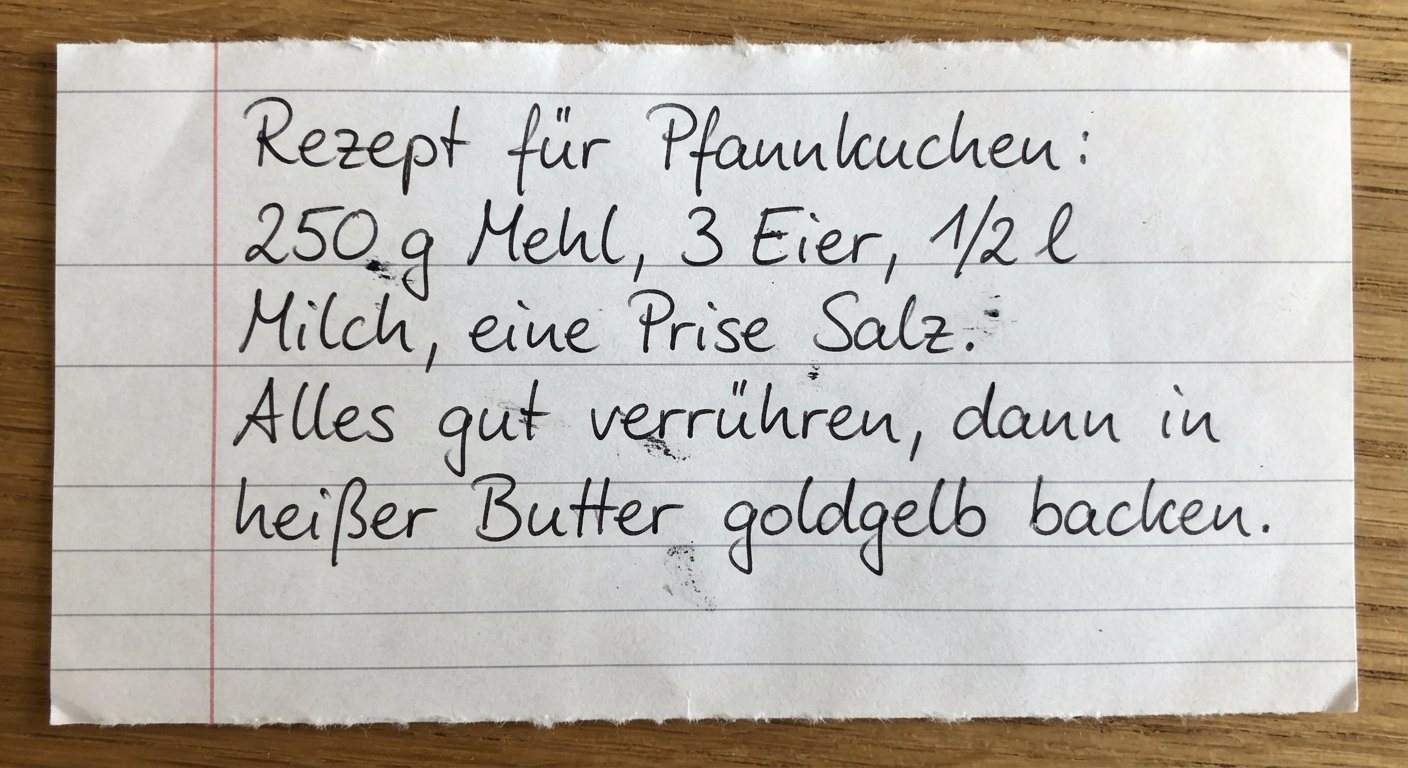 Rezept für Pfannkuchen:
250 g Mehl, 3 Eier, 1/2 l
Milch, eine Prise Salz.
Alles gut verrühren, dann in
heißer Butter goldgelb backen.